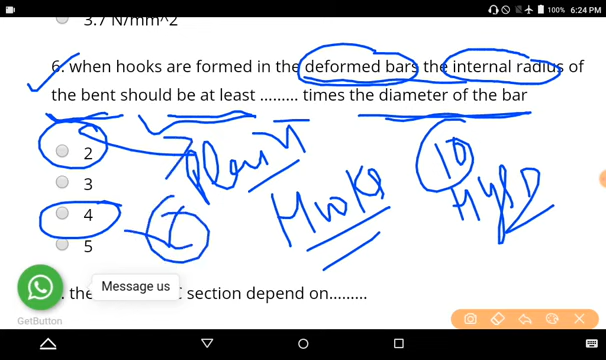 100% 6:24 PM
3.7 N/mm^2
6. when hooks are formed in the deformed bars the internal radius of
the bent should be at least ......... times the diameter of the bar
2
3
4
5
Plain
Hooks
10
HYSD
Message us
section depend on.........
GetButton